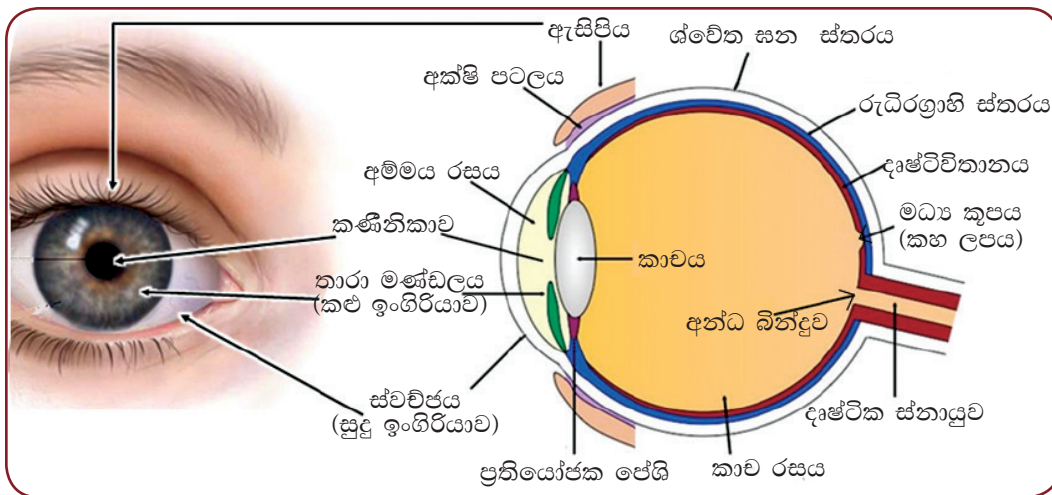 ඇසිපිය
ශ්වේත ඝන ස්තරය
අක්ෂි පටලය
රුධිරග්‍රාහි ස්තරය
අම්මය රසය
දෘෂ්ටිවිතානය
කණීනිකාව
මධ්‍ය කූපය
(කහ ලපය)
කාචය
තාරා මණ්ඩලය
(කළු ඉංගිරියාව)
අන්ධ බින්දුව
ස්වච්ඡය
(සුදු ඉංගිරියාව)
දෘෂ්ටික ස්නායුව
ප්‍රතියෝජක පේශි
කාච රසය